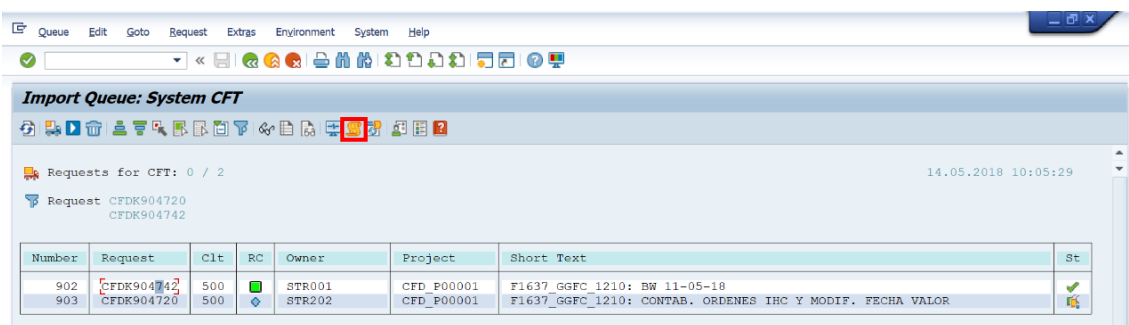 Queue Edit Goto Request Extras Environment System Help
Import Queue: System CFT
Requests for CFT: 0 / 2 14.05.2018 10:05:29
Request CFDK904720
CFDK904742
Number Request Clt RC Owner Project Short Text St
902 CFDK904742 500 STR001 CFD_P00001 F1637_GGFC_1210: BW 11-05-18
903 CFDK904720 500 STR202 CFD_P00001 F1637_GGFC_1210: CONTAB. ORDENES IHC Y MODIF. FECHA VALOR